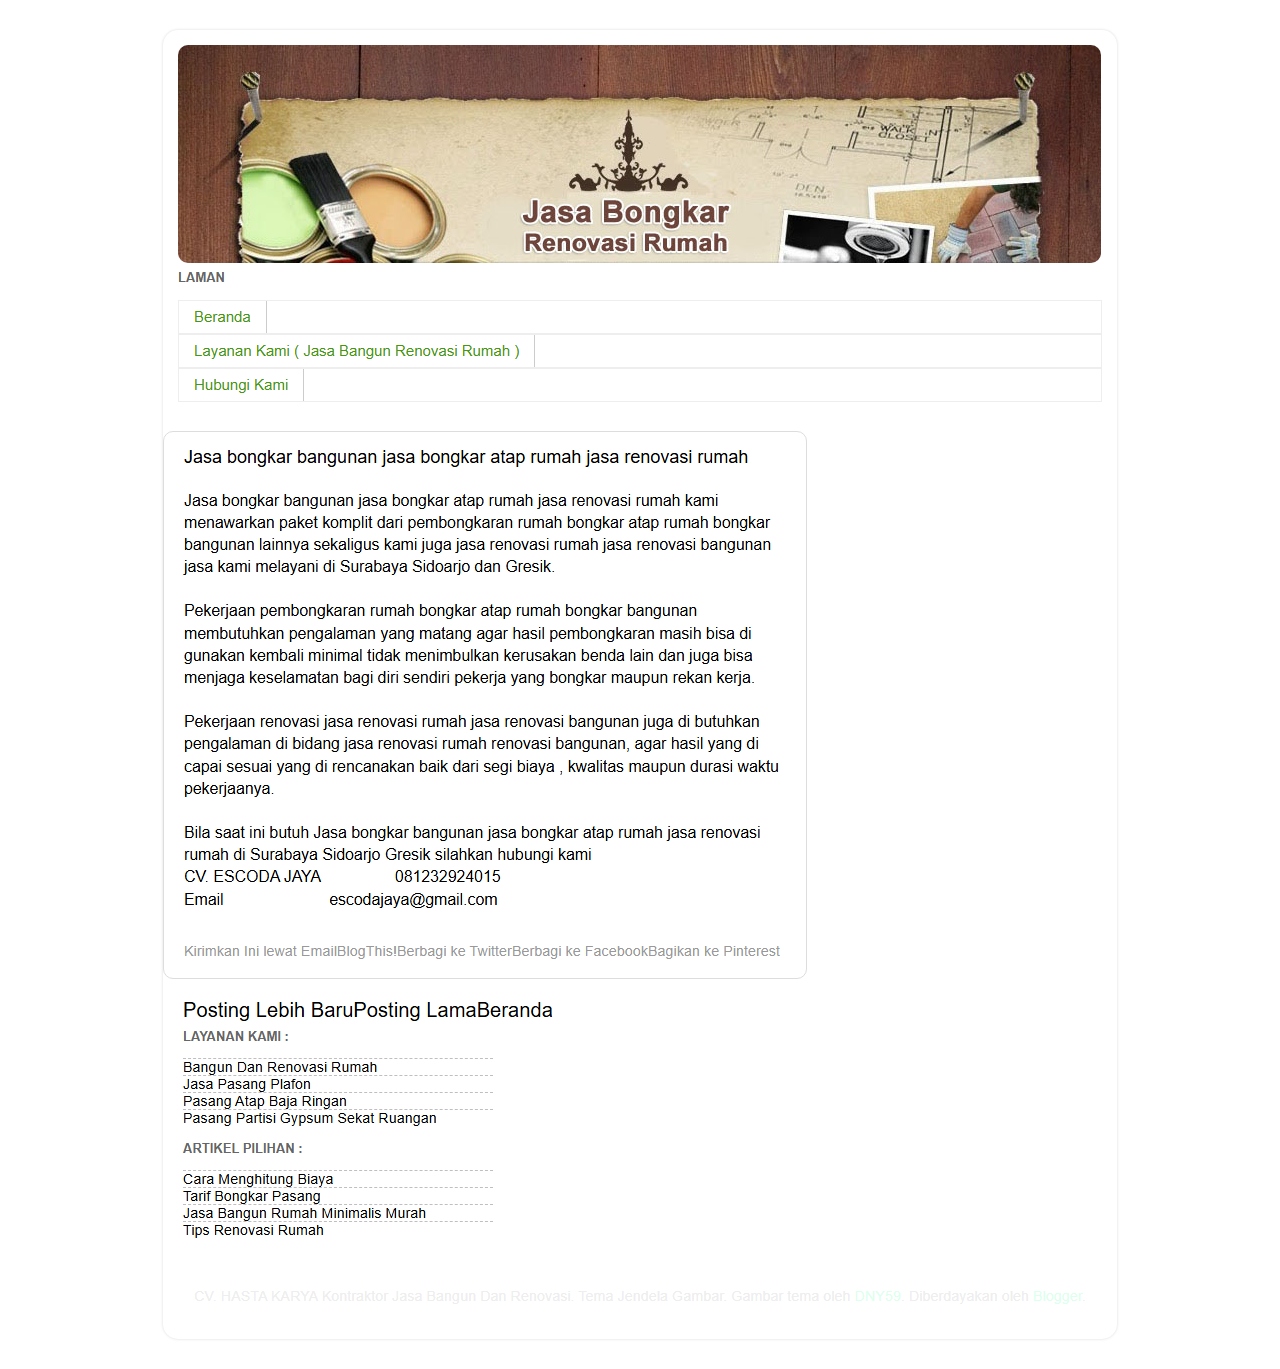 WALK IN
CLOSET
DEN
Jasa Bongkar
Renovasi Rumah
LAMAN
Beranda
Layanan Kami ( Jasa Bangun Renovasi Rumah )
Hubungi Kami
Jasa bongkar bangunan jasa bongkar atap rumah jasa renovasi rumah
Jasa bongkar bangunan jasa bongkar atap rumah jasa renovasi rumah kami
menawarkan paket komplit dari pembongkaran rumah bongkar atap rumah bongkar
bangunan lainnya sekaligus kami juga jasa renovasi rumah jasa renovasi bangunan
jasa kami melayani di Surabaya Sidoarjo dan Gresik.
Pekerjaan pembongkaran rumah bongkar atap rumah bongkar bangunan
membutuhkan pengalaman yang matang agar hasil pembongkaran masih bisa di
gunakan kembali minimal tidak menimbulkan kerusakan benda lain dan juga bisa
menjaga keselamatan bagi diri sendiri pekerja yang bongkar maupun rekan kerja.
Pekerjaan renovasi jasa renovasi rumah jasa renovasi bangunan juga di butuhkan
pengalaman di bidang jasa renovasi rumah renovasi bangunan, agar hasil yang di
capai sesuai yang di rencanakan baik dari segi biaya , kwalitas maupun durasi waktu
pekerjaanya.
Bila saat ini butuh Jasa bongkar bangunan jasa bongkar atap rumah jasa renovasi
rumah di Surabaya Sidoarjo Gresik silahkan hubungi kami
CV. ESCODA JAYA 081232924015
Email escodajaya@gmail.com
Kirimkan Ini lewat EmailBlogThis!Berbagi ke TwitterBerbagi ke FacebookBagikan ke Pinterest
Posting Lebih BaruPosting LamaBeranda
LAYANAN KAMI :
Bangun Dan Renovasi Rumah
Jasa Pasang Plafon
Pasang Atap Baja Ringan
Pasang Partisi Gypsum Sekat Ruangan
ARTIKEL PILIHAN :
Cara Menghitung Biaya
Tarif Bongkar Pasang
Jasa Bangun Rumah Minimalis Murah
Tips Renovasi Rumah
CV. HASTA KARYA Kontraktor Jasa Bangun Dan Renovasi. Tema Jendela Gambar. Gambar tema oleh DNY59. Diberdayakan oleh Blogger.